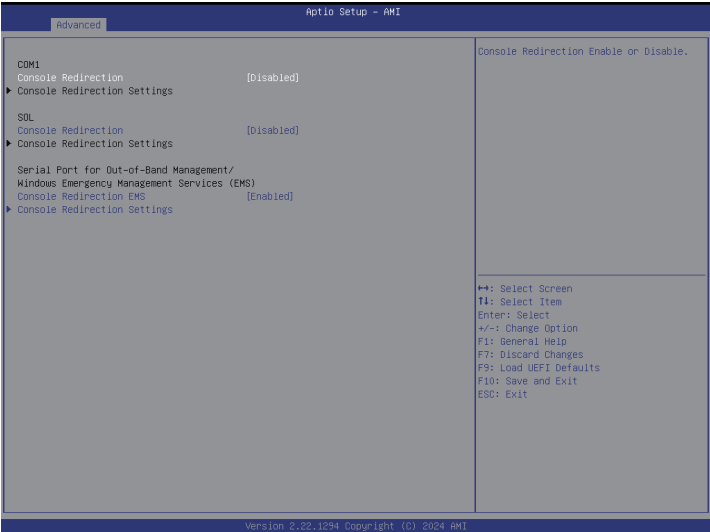 Aptio Setup – AMI
Advanced
COM1
Console Redirection [Disabled]
Console Redirection Settings
SOL
Console Redirection [Disabled]
Console Redirection Settings
Serial Port for Out-of-Band Management/
Windows Emergency Management Services (EMS)
Console Redirection EMS [Enabled]
Console Redirection Settings
Console Redirection Enable or Disable.
↔: Select Screen
↑↓: Select Item
Enter: Select
+/-: Change Option
F1: General Help
F7: Discard Changes
F9: Load UEFI Defaults
F10: Save and Exit
ESC: Exit
Version 2.22.1294 Copyright (C) 2024 AMI